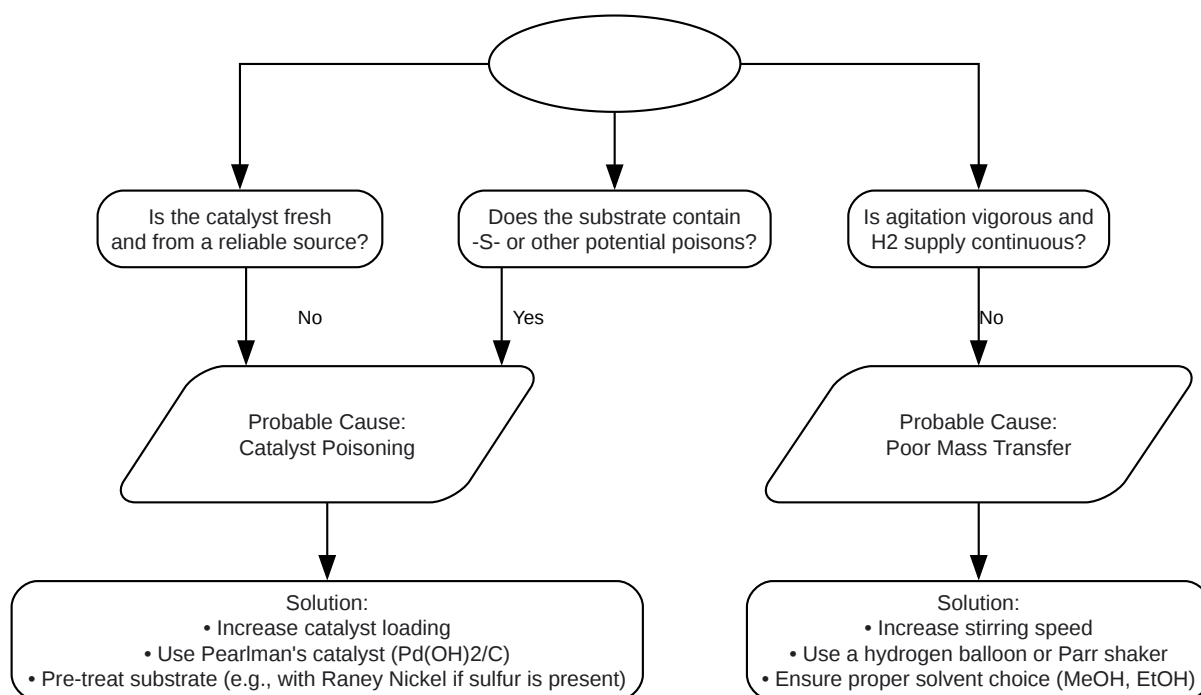 Is the catalyst fresh
and from a reliable source?
Does the substrate contain
-S- or other potential poisons?
Is agitation vigorous and
H2 supply continuous?
No
Yes
No
Probable Cause:
Catalyst Poisoning
Probable Cause:
Poor Mass Transfer
Solution:
• Increase catalyst loading
• Use Pearlman's catalyst (Pd(OH)2/C)
• Pre-treat substrate (e.g., with Raney Nickel if sulfur is present)
Solution:
• Increase stirring speed
• Use a hydrogen balloon or Parr shaker
• Ensure proper solvent choice (MeOH, EtOH)